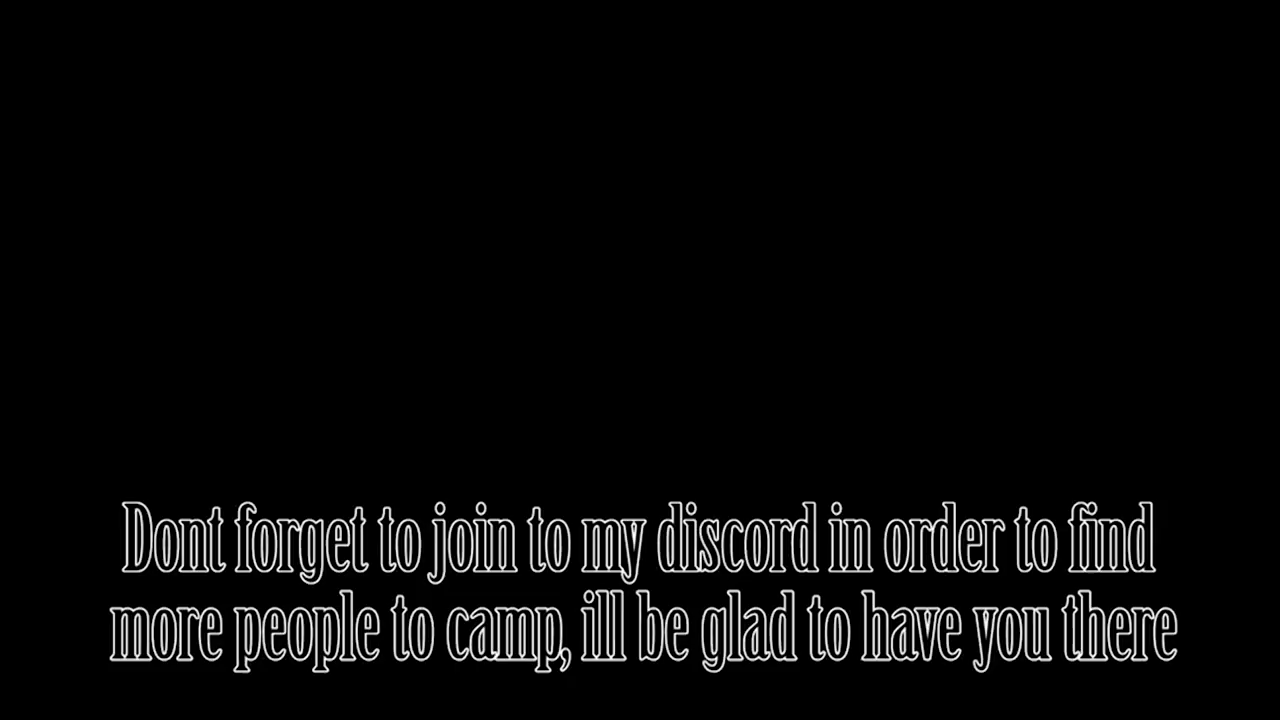 Dont forget to join to my discord in order to find
more people to camp, ill be glad to have you there